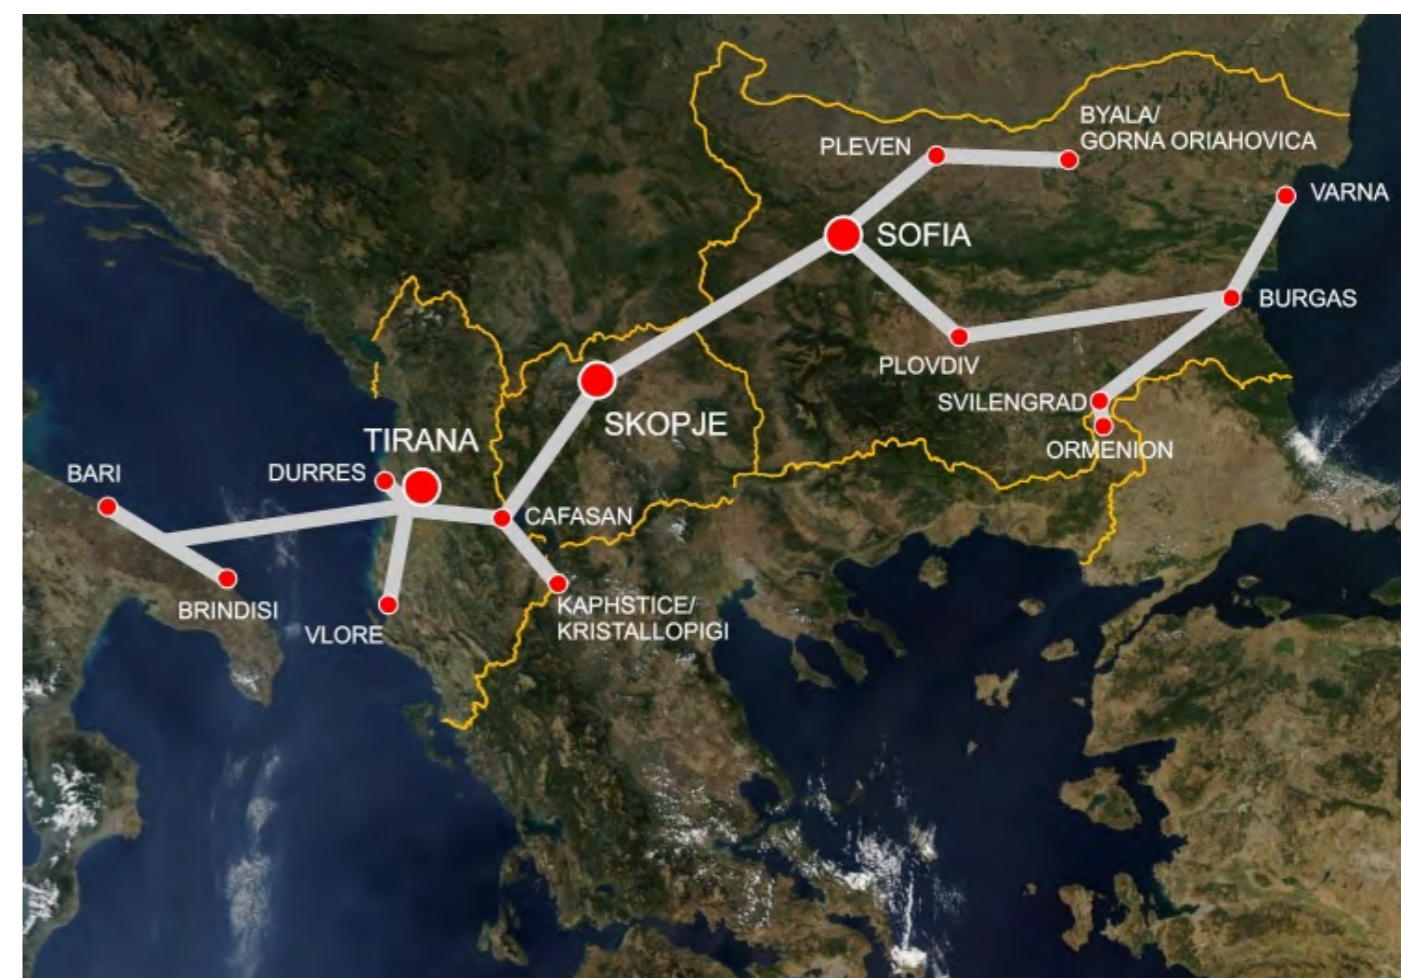 BYALA/
GORNA ORIAHOVICA
PLEVEN
VARNA
SOFIA
BURGAS
PLOVDIV
SVILENGRAD
ORMENION
SKOPJE
TIRANA
DURRES
BARI
CAFASAN
BRINDISI
VLORE
KAPHSTICE/
KRISTALLOPIGI